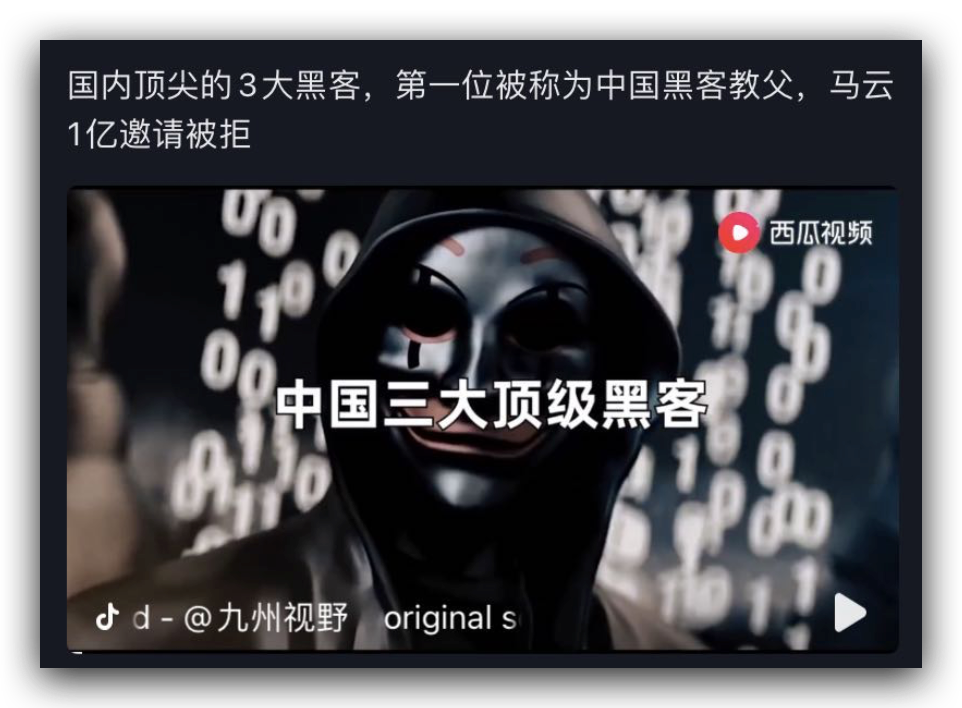 国内顶尖的3大黑客，第一位被称为中国黑客教父，马云
1亿邀请被拒
西瓜视频
中国三大顶级黑客
d - @九州视野 original s